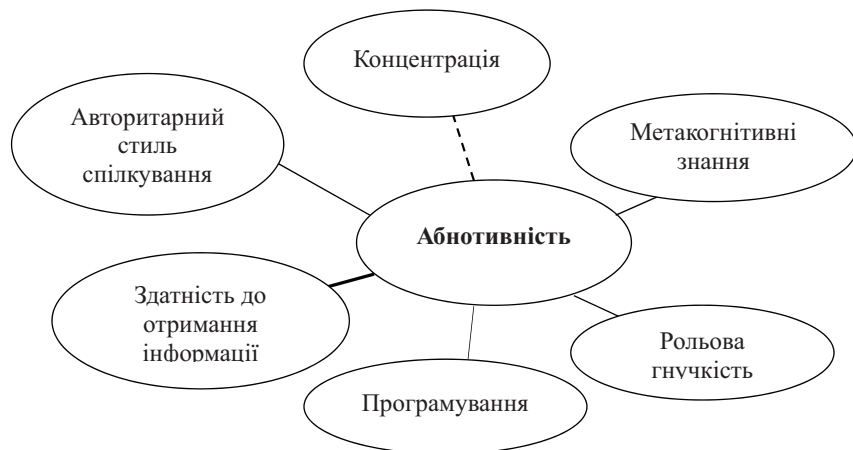 Концентрація
Авторитарний
стиль
спілкування
Метакогнітивні
знання
Абнотивність
Здатність до
отримання
інформації
Рольова
гнучкість
Програмування